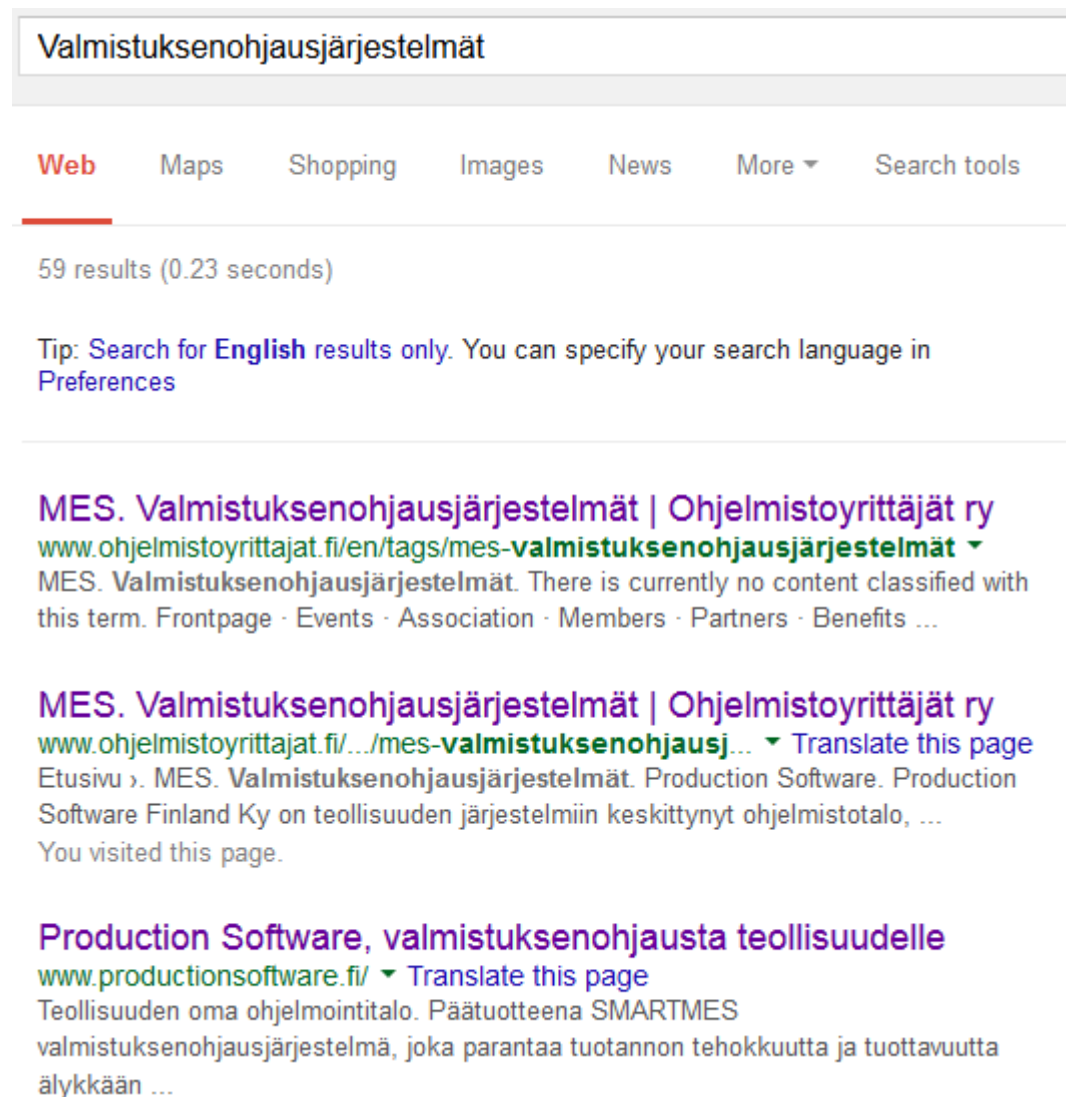 Valmistuksenohjausjärjestelmät
Web Maps Shopping Images News More Search tools
59 results (0.23 seconds)
Tip: Search for English results only. You can specify your search language in
Preferences
MES. Valmistuksenohjausjärjestelmät | Ohjelmistoyrittäjät ry
www.ohjelmistoyrittajat.fi/en/tags/mes-valmistuksenohjausjärjestelmät
MES. Valmistuksenohjausjärjestelmät. There is currently no content classified with
this term. Frontpage · Events · Association · Members · Partners · Benefits ...
MES. Valmistuksenohjausjärjestelmät | Ohjelmistoyrittäjät ry
www.ohjelmistoyrittajat.fi/.../mes-valmistuksenohjausj... Translate this page
Etusivu ›. MES. Valmistuksenohjausjärjestelmät. Production Software. Production
Software Finland Ky on teollisuuden järjestelmiin keskittynyt ohjelmistotalo, ...
You visited this page.
Production Software, valmistuksenohjausta teollisuudelle
www.productionsoftware.fi/ Translate this page
Teollisuuden oma ohjelmointitalo. Päätuotteena SMARTMES
valmistuksenohjausjärjestelmä, joka parantaa tuotannon tehokkuutta ja tuottavuutta
älykkään ...